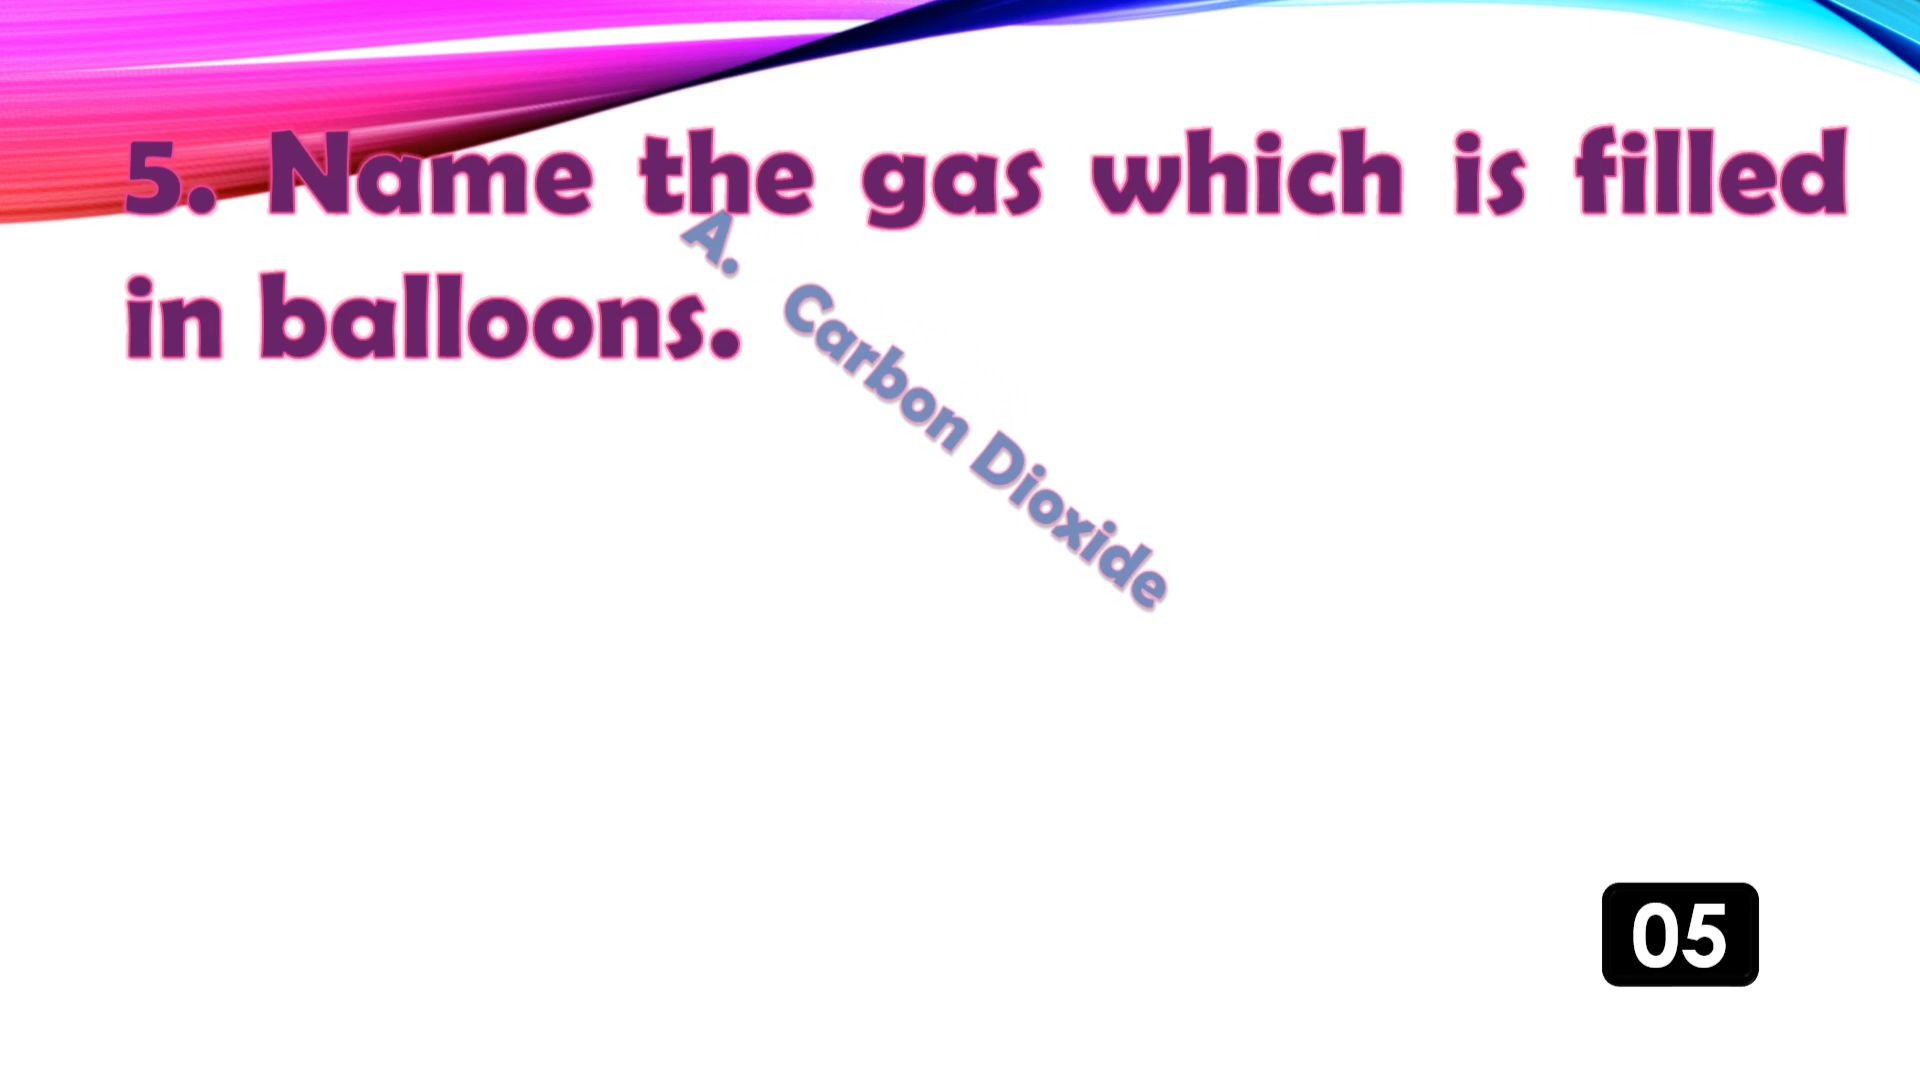 5. Name the gas which is filled
in balloons.
A. Carbon Dioxide
05